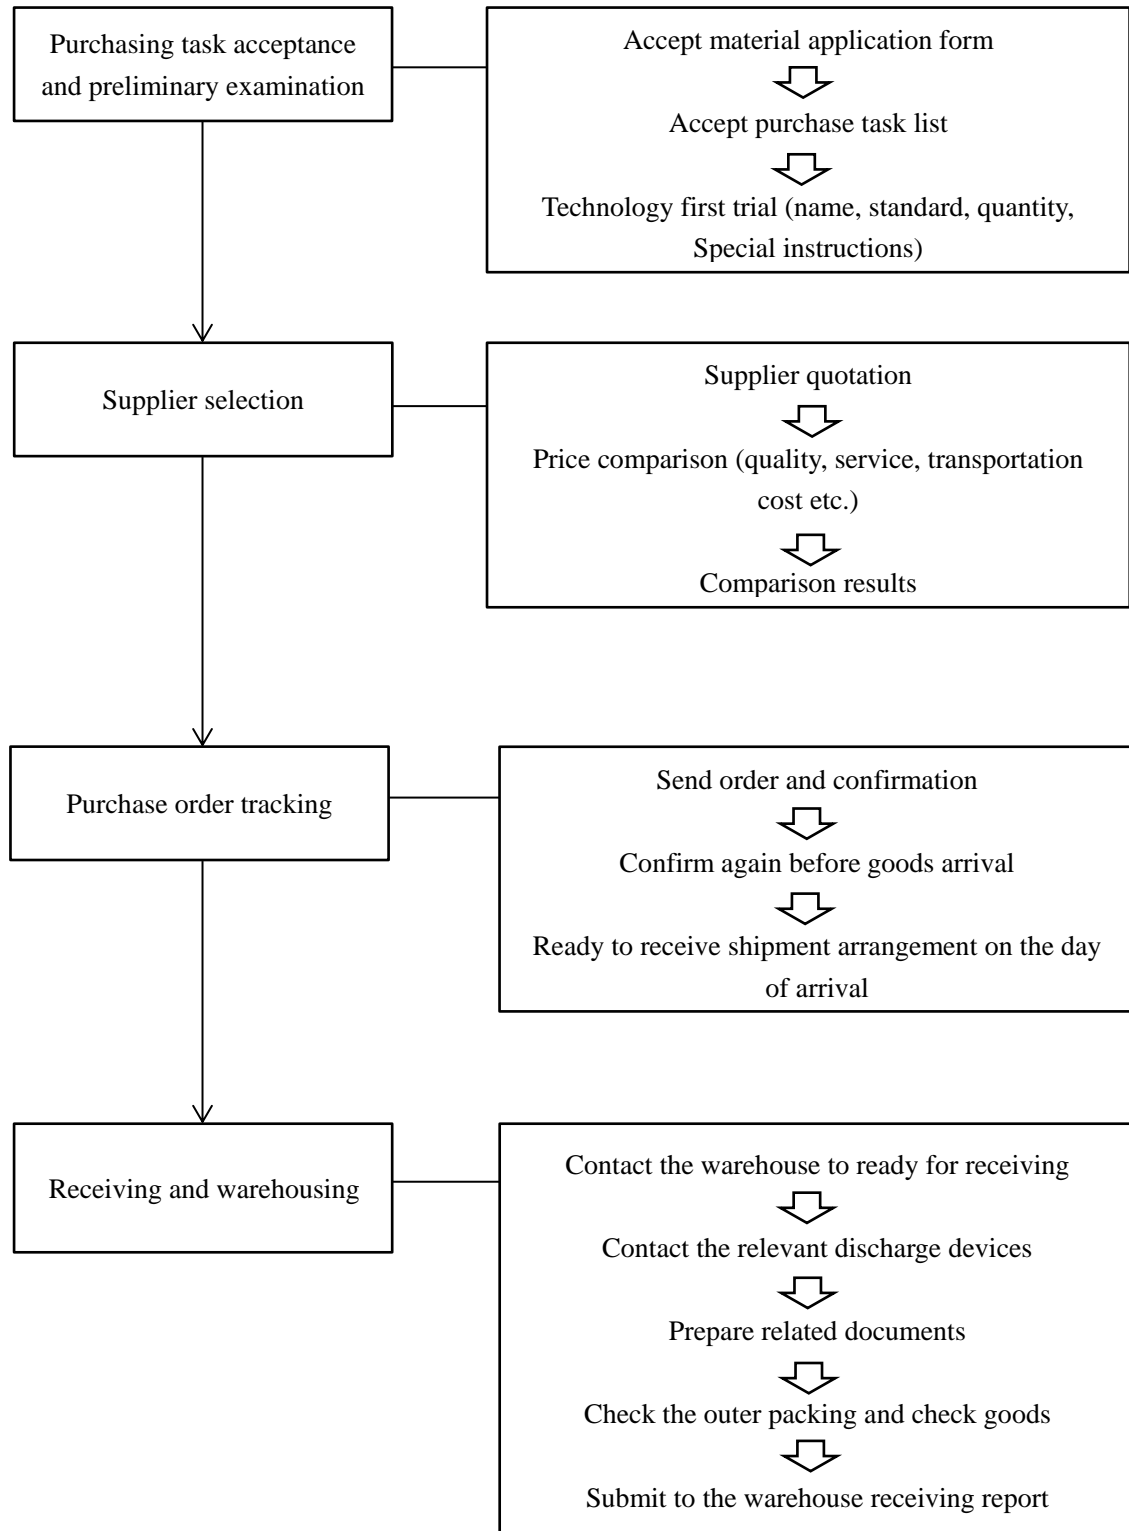 Purchasing task acceptance
and preliminary examination
Accept material application form
Accept purchase task list
Technology first trial (name, standard, quantity,
Special instructions)
Supplier selection
Supplier quotation
Price comparison (quality, service, transportation
cost etc.)
Comparison results
Purchase order tracking
Send order and confirmation
Confirm again before goods arrival
Ready to receive shipment arrangement on the day
of arrival
Receiving and warehousing
Contact the warehouse to ready for receiving
Contact the relevant discharge devices
Prepare related documents
Check the outer packing and check goods
Submit to the warehouse receiving report